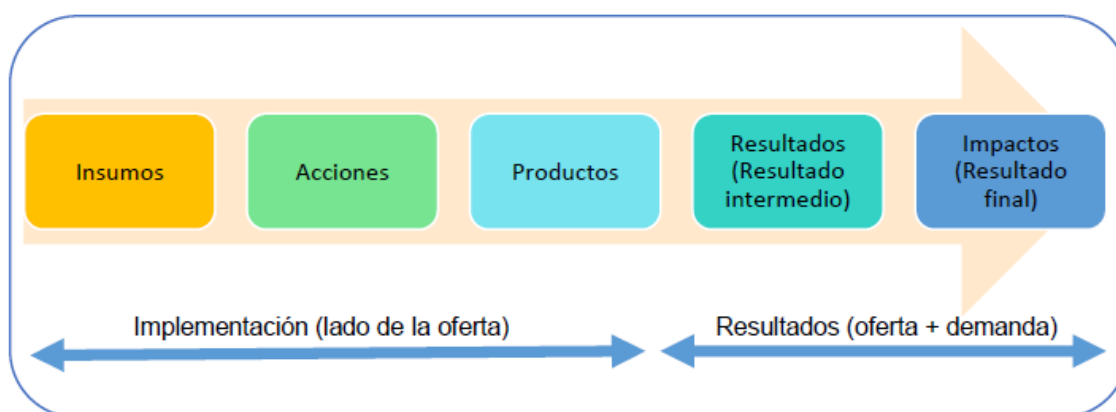 Insumos
Acciones
Productos
Resultados
(Resultado
intermedio)
Impactos
(Resultado
final)
Implementación (lado de la oferta)
Resultados (oferta + demanda)